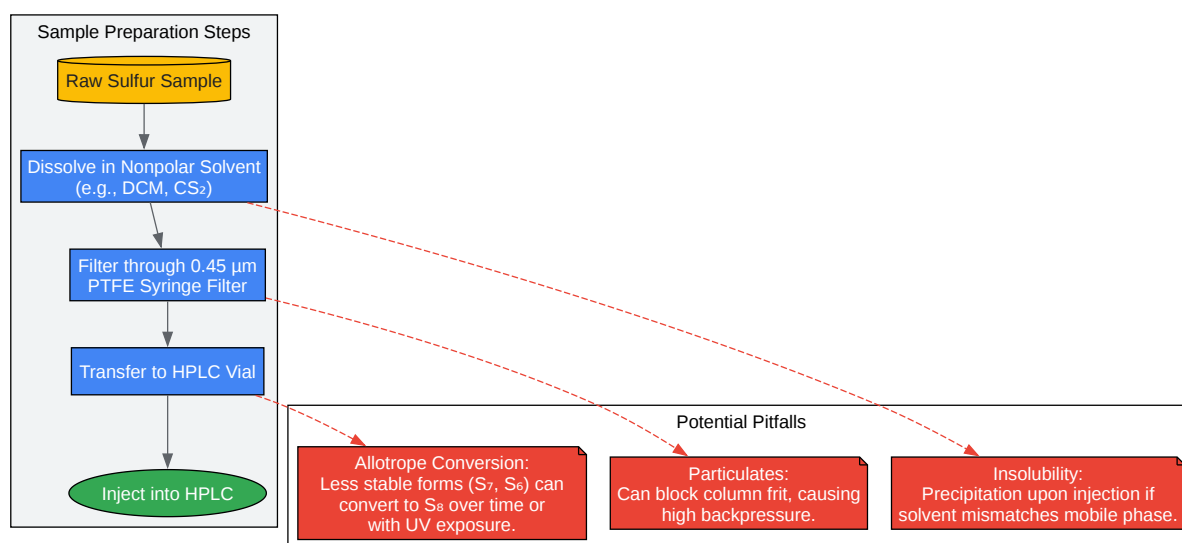 Sample Preparation Steps
Raw Sulfur Sample
Dissolve in Nonpolar Solvent
(e.g., DCM, CS₂)
Filter through 0.45 µm
PTFE Syringe Filter
Transfer to HPLC Vial
Inject into HPLC
Potential Pitfalls
Allotrope Conversion:
Less stable forms (S₇, S₆) can
convert to S₈ over time or
with UV exposure.
Particulates:
Can block column frit, causing
high backpressure.
Insolubility:
Precipitation upon injection if
solvent mismatches mobile phase.